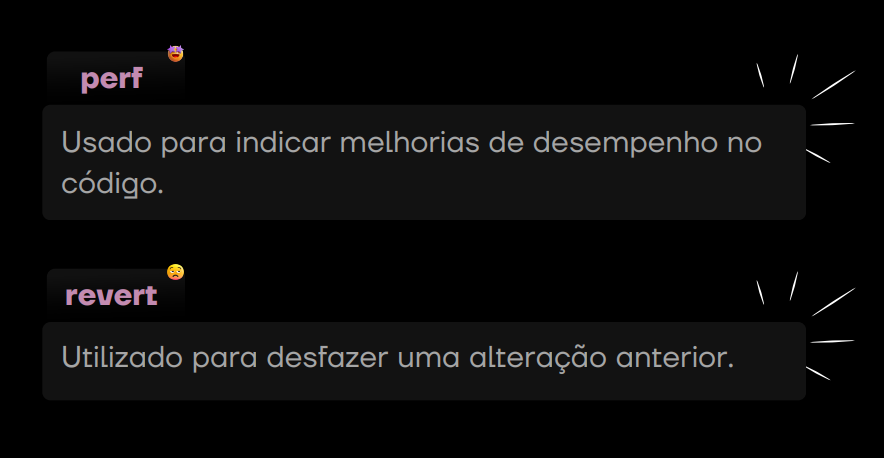 perf
Usado para indicar melhorias de desempenho no
código.
revert
Utilizado para desfazer uma alteração anterior.